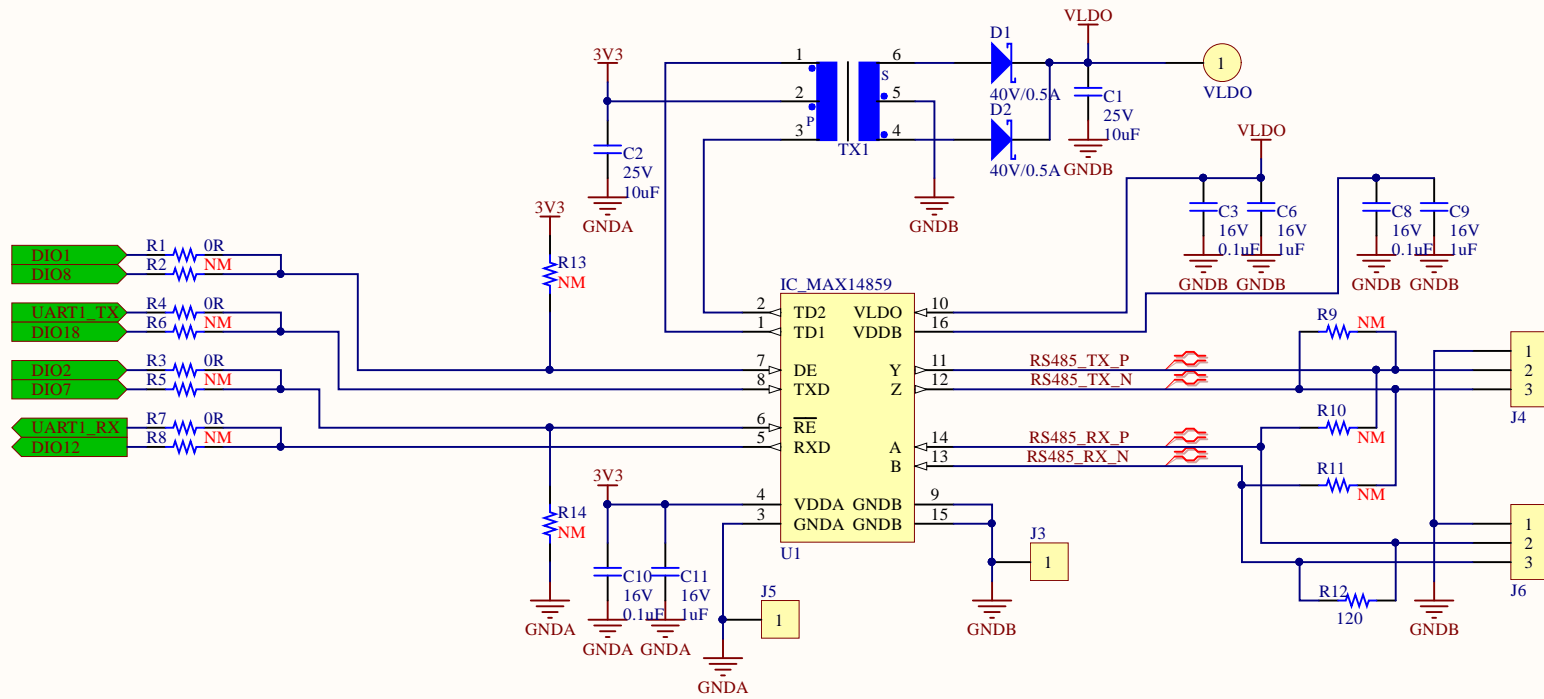 VLDO
D1
3V3
1
6
S
1
VLDO
2
5
40V/0.5A
C1
25V
10uF
D2
P
3
4
TX1
40V/0.5A
GNDB
C2
25V
10uF
GNDA
GNDB
VLDO
3V3
C3
16V
0.1uF
C6
16V
1uF
C8
16V
0.1uF
C9
16V
1uF
GNDB
GNDB
GNDB
GNDB
DIO1
R1
0R
DIO8
R2
NM
R13
NM
UART1_TX
R4
0R
DIO18
R6
NM
DIO2
R3
0R
DIO7
R5
NM
UART1_RX
R7
0R
DIO12
R8
NM
IC_MAX14859
2
TD2
VLDO
10
1
TD1
VDDB
16
7
DE
Y
11
8
TXD
Z
12
6
RE
5
RXD
A
14
B
13
4
VDDA
GNDB
9
3
GNDA
GNDB
15
U1
RS485_TX_P
RS485_TX_N
RS485_RX_P
RS485_RX_N
R9
NM
R10
NM
R11
NM
1
2
3
J4
1
2
3
J6
R12
120
GNDB
3V3
R14
NM
C10
16V
0.1uF
C11
16V
1uF
GNDA
GNDA
GNDA
J5
1
GNDA
J3
1
GNDB